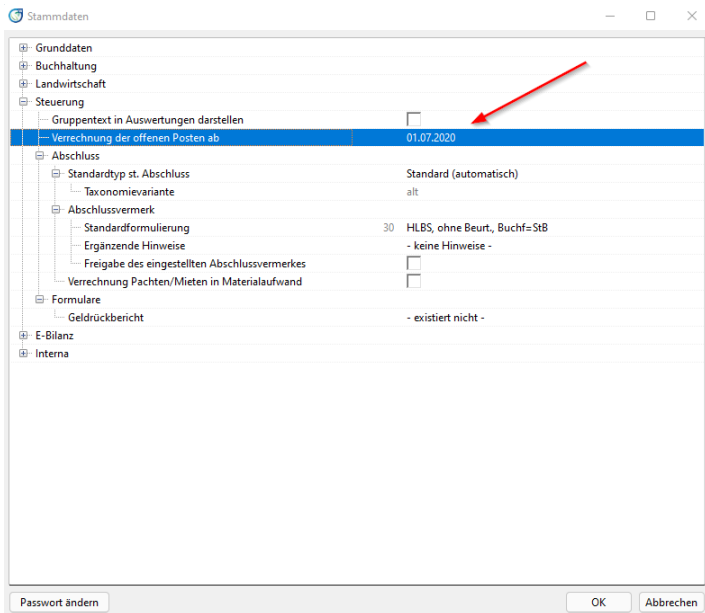 Stammdaten
Grunddaten
Buchhaltung
Landwirtschaft
Steuerung
Gruppentext in Auswertungen darstellen
Verrechnung der offenen Posten ab 01.07.2020
Abschluss
Standardtyp st. Abschluss Standard (automatisch)
Taxonomievariante alt
Abschlussvermerk
Standardformulierung 30 HLBS, ohne Beurt., Buchf=StB
Ergänzende Hinweise - keine Hinweise -
Freigabe des eingestellten Abschlussvermerkes
Verrechnung Pachten/Mieten in Materialaufwand
Formulare
Geldrückbericht - existiert nicht -
E-Bilanz
Interna
Passwort ändern OK Abbrechen